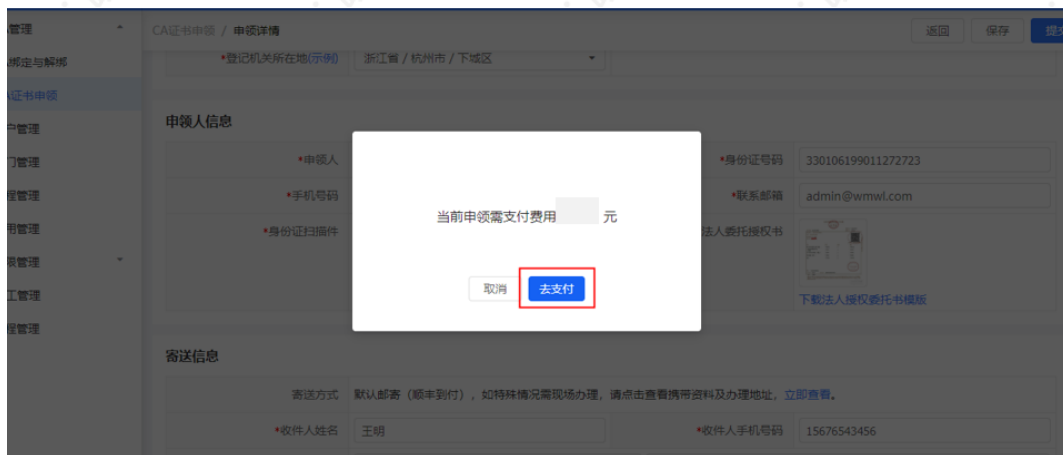 管理
CA证书申领 / 申领详情
返回
保存
提交
绑定与解绑
*登记机关所在地(示例)
浙江省 / 杭州市 / 下城区
证书申领
申领人信息
户管理
*申领人
*身份证号码
330106199011272723
门管理
程管理
*手机号码
*联系邮箱
admin@wmwl.com
当前申领需支付费用 元
用管理
*身份证扫描件
法人委托授权书
限管理
取消
去支付
工管理
下载法人授权委托书模版
程管理
寄送信息
寄送方式
默认邮寄（顺丰到付），如特殊情况需现场办理，请点击查看携带资料及办理地址，立即查看。
*收件人姓名
王明
*收件人手机号码
15676543456